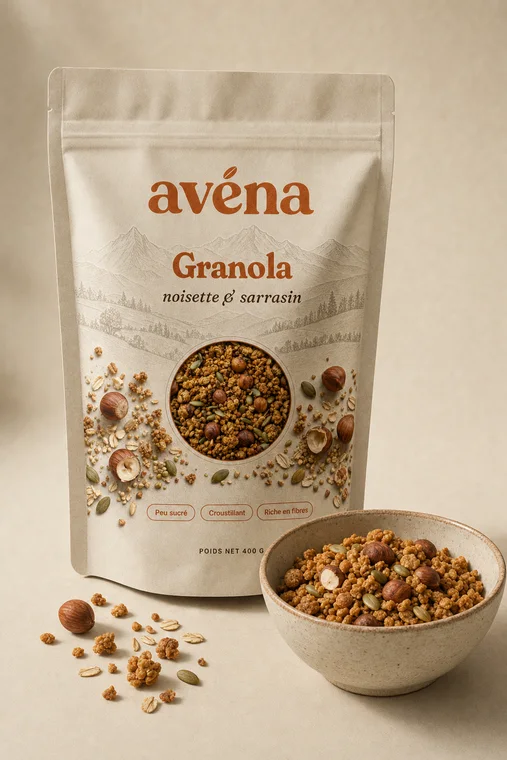 avéna
Granola
noisette & sarrasin
Peu sucré
Croustillant
Riche en fibres
POIDS NET 400 G